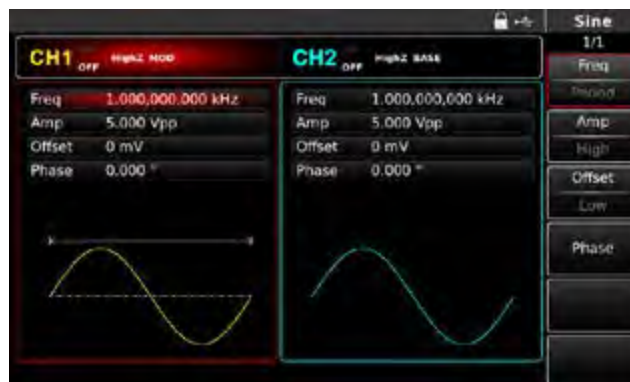 Sine
1/1
CH1 OFF HighZ MOD
CH2 OFF HighZ BASE
Freq
Period
Freq 1.000,000,000 kHz
Freq 1.000,000,000 kHz
Amp 5.000 Vpp
Amp 5.000 Vpp
Amp
High
Offset 0 mV
Offset 0 mV
Phase 0.000 °
Phase 0.000 °
Offset
Low
Phase